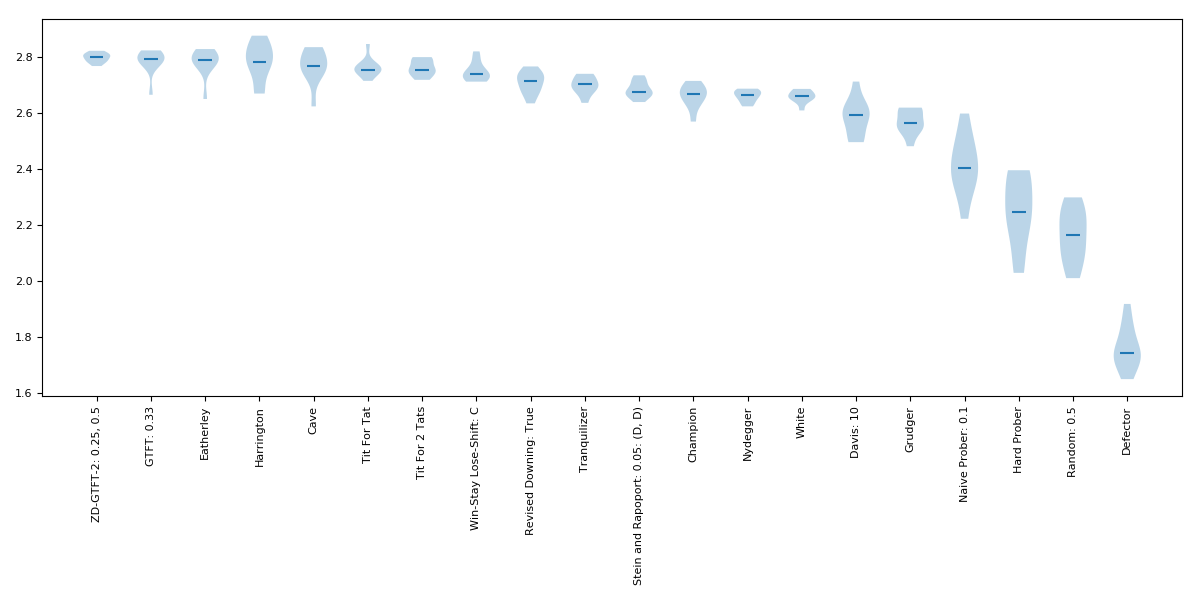 2.8
2.6
2.4
2.2
2.0
1.8
1.6
ZD-GTFT-2: 0.25, 0.5
GTFT: 0.33
Eatherley
Harrington
Cave
Tit For Tat
Tit For 2 Tats
Win-Stay Lose-Shift: C
Revised Downing: True
Tranquilizer
Stein and Rapoport: 0.05: (D, D)
Champion
Nydegger
White
Davis: 10
Grudger
Naive Prober: 0.1
Hard Prober
Random: 0.5
Defector